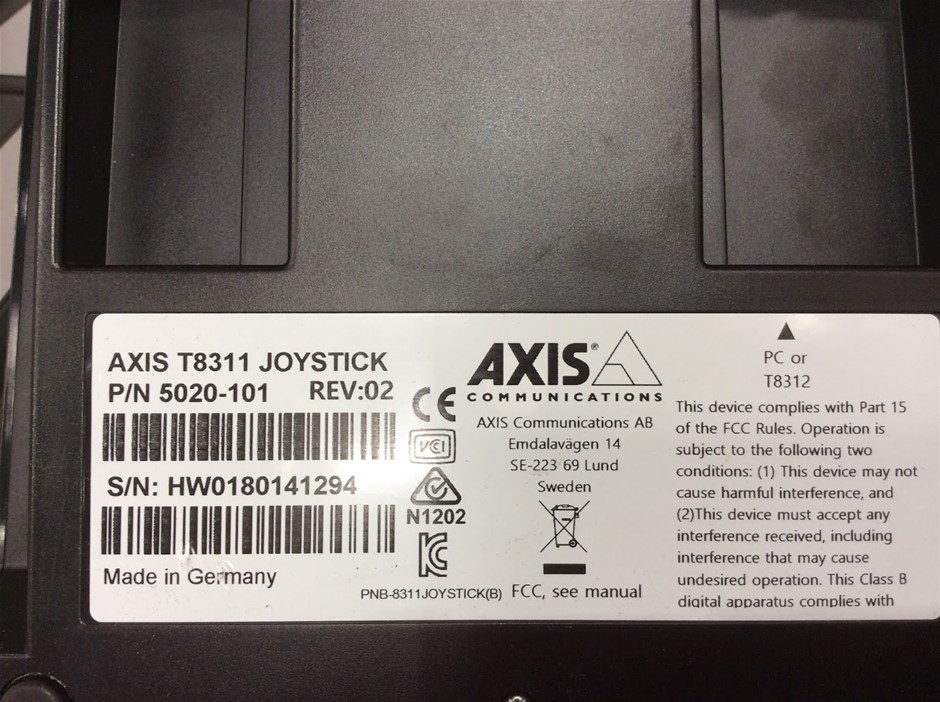 AXIS T8311 JOYSTICK
P/N 5020-101 REV:02
S/N: HW0180141294
Made in Germany
CE
VCI
N1202
PNB-8311JOYSTICK(B)
AXIS®
COMMUNICATIONS
AXIS Communications AB
Emdalavägen 14
SE-223 69 Lund
Sweden
FCC, see manual
PC or
T8312
This device complies with Part 15
of the FCC Rules. Operation is
subject to the following two
conditions: (1) This device may not
cause harmful interference, and
(2)This device must accept any
interference received, including
interference that may cause
undesired operation. This Class B
digital apparatus complies with